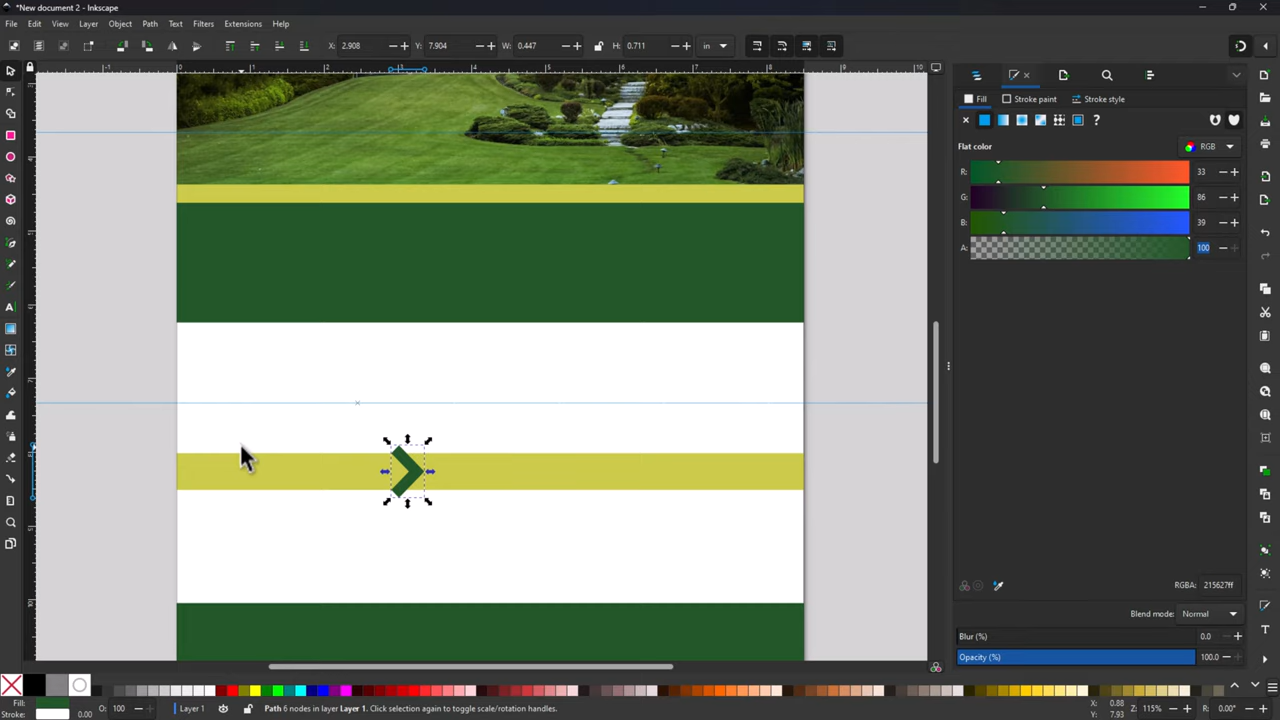 *New document 2 - Inkscape
File Edit View Layer Object Path Text Filters Extensions Help
X: 2.908 Y: 7.904 W: 0.447 H: 0.711 in
Fill Stroke paint Stroke style
Flat color RGB
R: 33
G: 86
B: 39
A: 100
RGBA: 215627ff
Blend mode: Normal
Blur (%) 0.0
Opacity (%) 100.0
Fill:
Stroke: 0.00
O: 100
Layer 1
Path 6 nodes in layer Layer 1. Click selection again to toggle scale/rotation handles.
X: 0.88
Y: 7.93
Z: 115%
R: 0.00°